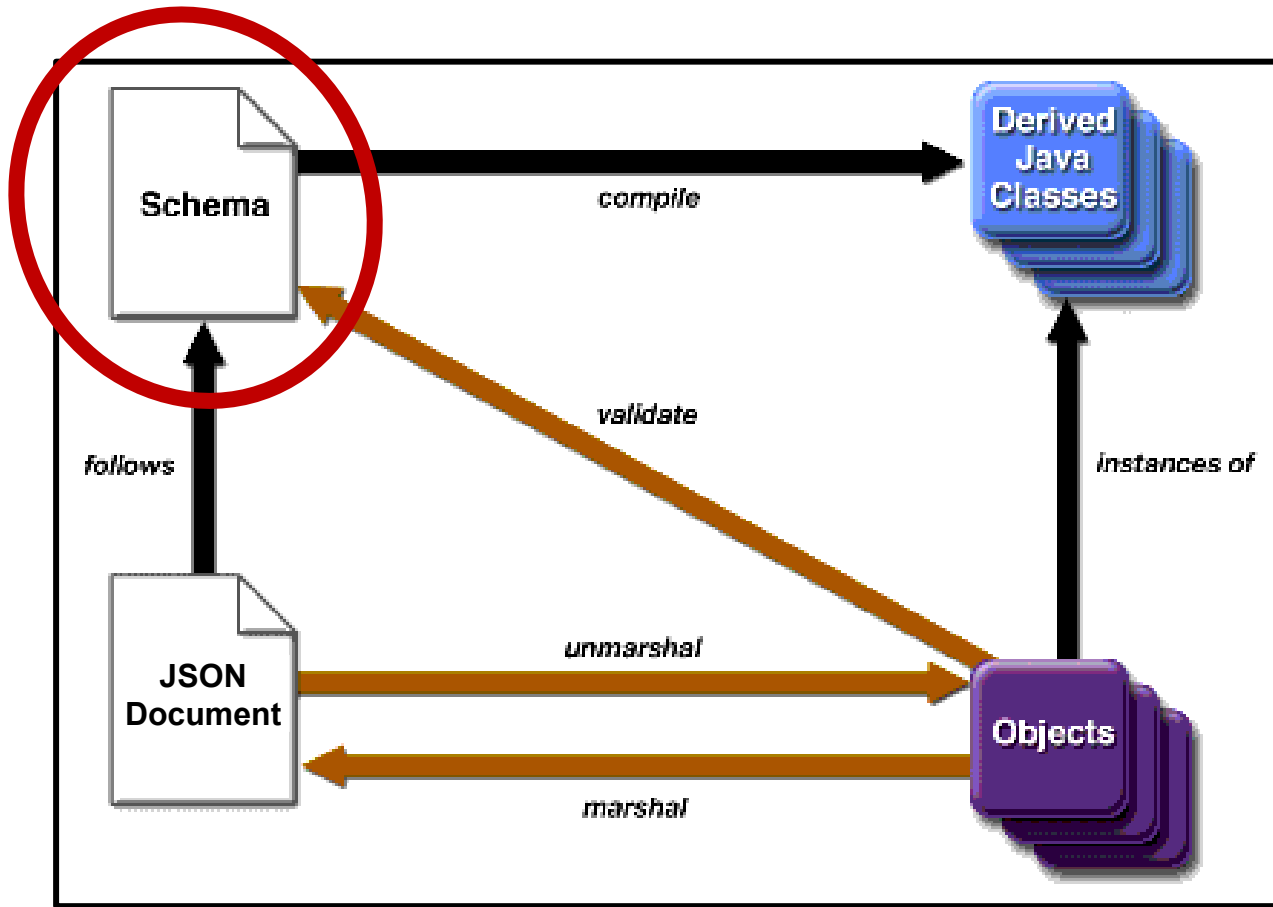 Schema
compile
Derived
Java
Classes
validate
follows
instances of
JSON
Document
unmarshal
Objects
marshal